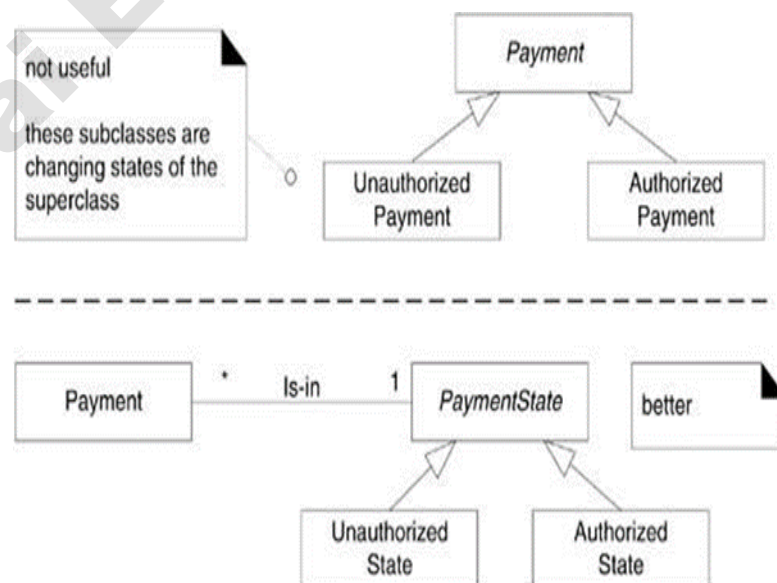 not useful
these subclasses are
changing states of the
superclass
Payment
Unauthorized
Payment
Authorized
Payment
Payment
*
Is-in
1
PaymentState
better
Unauthorized
State
Authorized
State